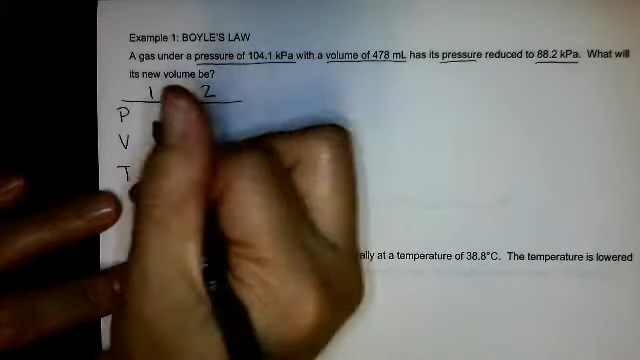 Example 1: BOYLE'S LAW
A gas under a pressure of 104.1 kPa with a volume of 478 mL has its pressure reduced to 88.2 kPa. What will
its new volume be?
1 2
P
V
T
ally at a temperature of 38.8°C. The temperature is lowered